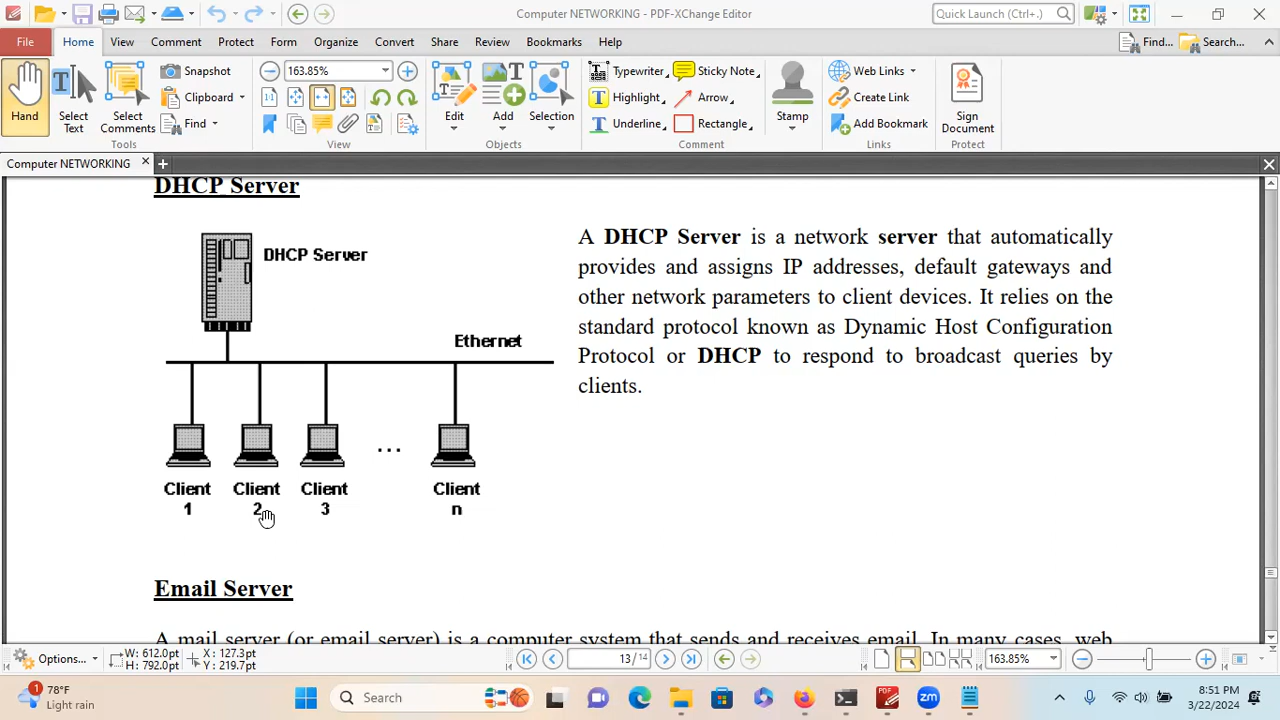 Computer NETWORKING - PDF-XChange Editor
Quick Launch (Ctrl+.)
File Home View Comment Protect Form Organize Convert Share Review Bookmarks Help Find... Search...
Hand
Select Text
Select Comments
Snapshot
Clipboard
Find
Tools
163.85%
View
Edit
Add
Selection
Objects
Typewriter
Highlight
Underline
Sticky Note
Arrow
Rectangle
Stamp
Comment
Web Links
Create Link
Add Bookmark
Links
Sign Document
Protect
Computer NETWORKING
DHCP Server
DHCP Server
Ethernet
Client 1
Client 2
Client 3
...
Client n
A DHCP Server is a network server that automatically
provides and assigns IP addresses, default gateways and
other network parameters to client devices. It relies on the
standard protocol known as Dynamic Host Configuration
Protocol or DHCP to respond to broadcast queries by
clients.
Email Server
A mail server (or email server) is a computer system that sends and receives email. In many cases, web
Options...
W: 612.0pt
H: 792.0pt
X: 127.3pt
Y: 219.7pt
13 / 14
163.85%
1
78°F
Light rain
Search
8:51 PM
3/22/2024